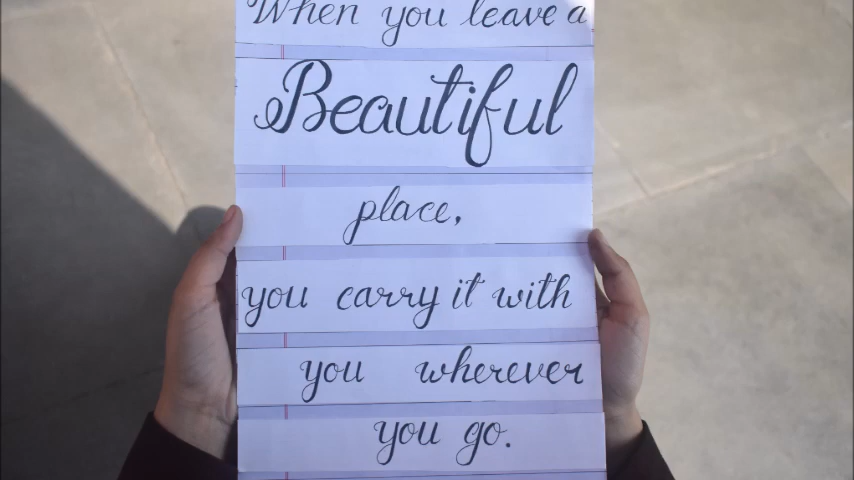 When you leave a
Beautiful
place,
you carry it with
you wherever
you go.